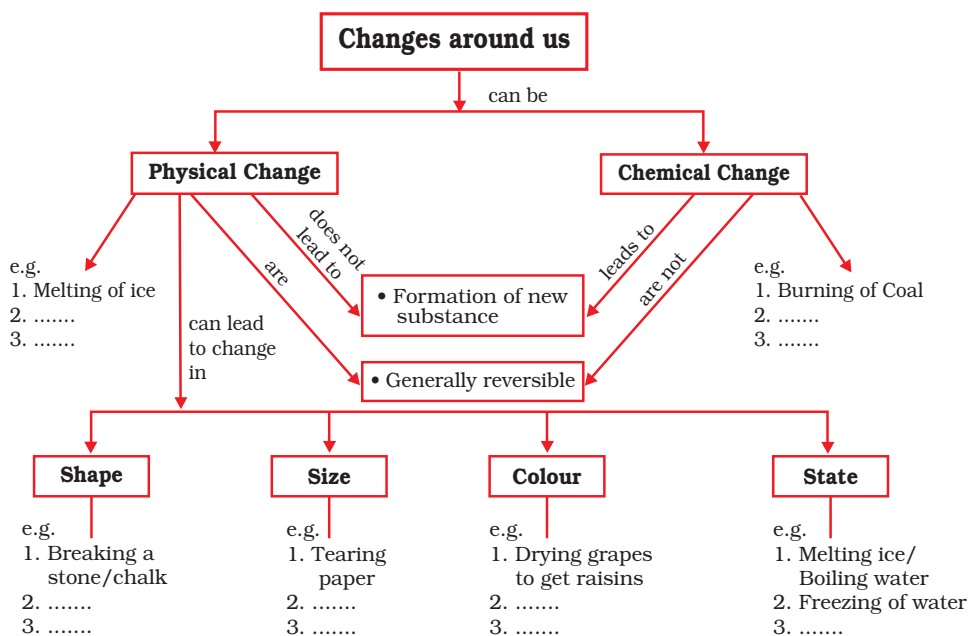 Changes around us
can be
Physical Change
Chemical Change
does not
lead to
leads to
are
are not
e.g.
1. Melting of ice
2. .......
3. .......
• Formation of new
substance
e.g.
1. Burning of Coal
2. .......
3. .......
can lead
to change
in
• Generally reversible
Shape
Size
Colour
State
e.g.
1. Breaking a
stone/chalk
2. .......
3. .......
e.g.
1. Tearing
paper
2. .......
3. .......
e.g.
1. Drying grapes
to get raisins
2. .......
3. .......
e.g.
1. Melting ice/
Boiling water
2. Freezing of water
3. .......